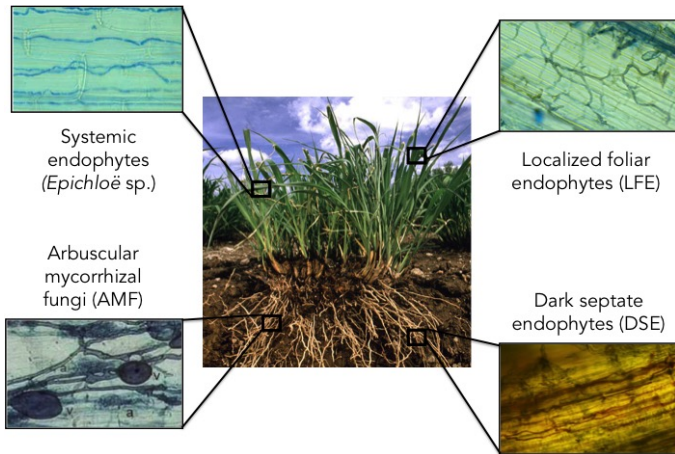 Systemic
endophytes
(Epichloë sp.)
Localized foliar
endophytes (LFE)
Arbuscular
mycorrhizal
fungi (AMF)
Dark septate
endophytes (DSE)
v
a
v
a